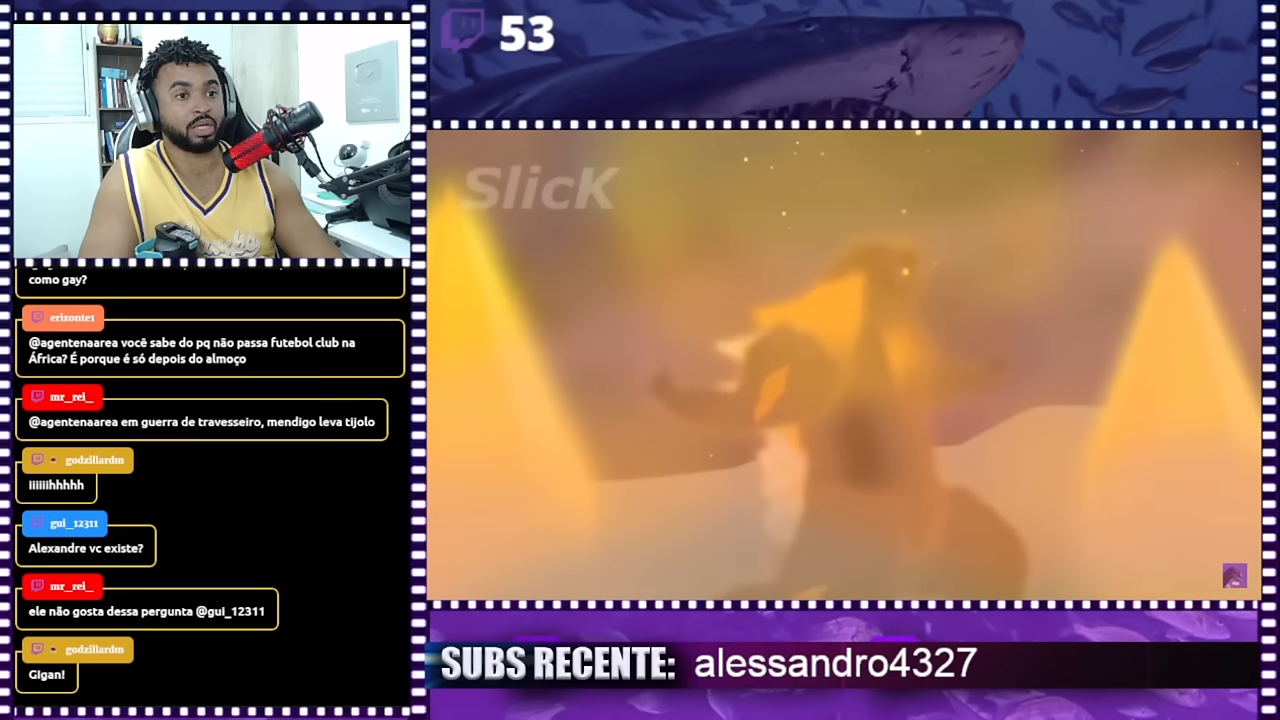 53
SlicK
como gay?
erizonte1
@agentenaarea você sabe do pq não passa futebol club na
África? É porque é só depois do almoço
mr_rei_
@agentenaarea em guerra de travesseiro, mendigo leva tijolo
godzillardm
iiiiiihhhhh
gui_12311
Alexandre vc existe?
mr_rei_
ele não gosta dessa pergunta @gui_12311
godzillardm
Gigan!
SUBS RECENTE: alessandro4327